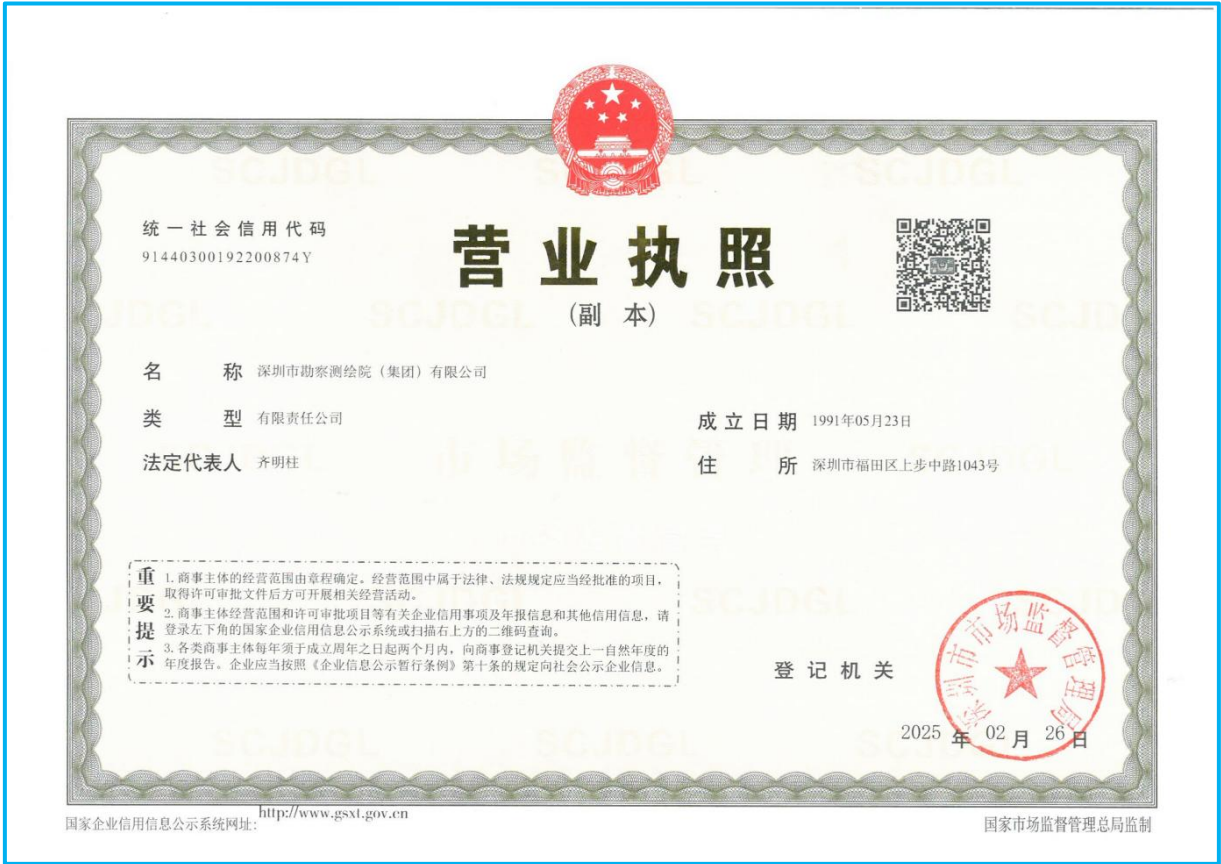 统一社会信用代码
91440300192200874Y
营业执照
(副 本)
名 称 深圳市勘察测绘院（集团）有限公司
类 型 有限责任公司
成立日期 1991年05月23日
法定代表人 齐明柱
住 所 深圳市福田区上步中路1043号
重要提示
1. 商事主体的经营范围由章程确定。经营范围中属于法律、法规规定应当经批准的项目，
取得许可审批文件后方可开展相关经营活动。
2. 商事主体经营范围和许可审批项目等有关企业信用事项及年报信息和其他信用信息，请
登录左下角的国家企业信用信息公示系统或扫描右上方的二维码查询。
3. 各类商事主体每年须于成立周年之日起两个月内，向商事登记机关提交上一自然年度的
年度报告。企业应当按照《企业信息公示暂行条例》第十条的规定向社会公示企业信息。
登记机关
深圳市市场监督管理局
2025 年 02 月 26 日
国家企业信用信息公示系统网址: http://www.gsxt.gov.cn
国家市场监督管理总局监制
SCJDGL
市场监督管理